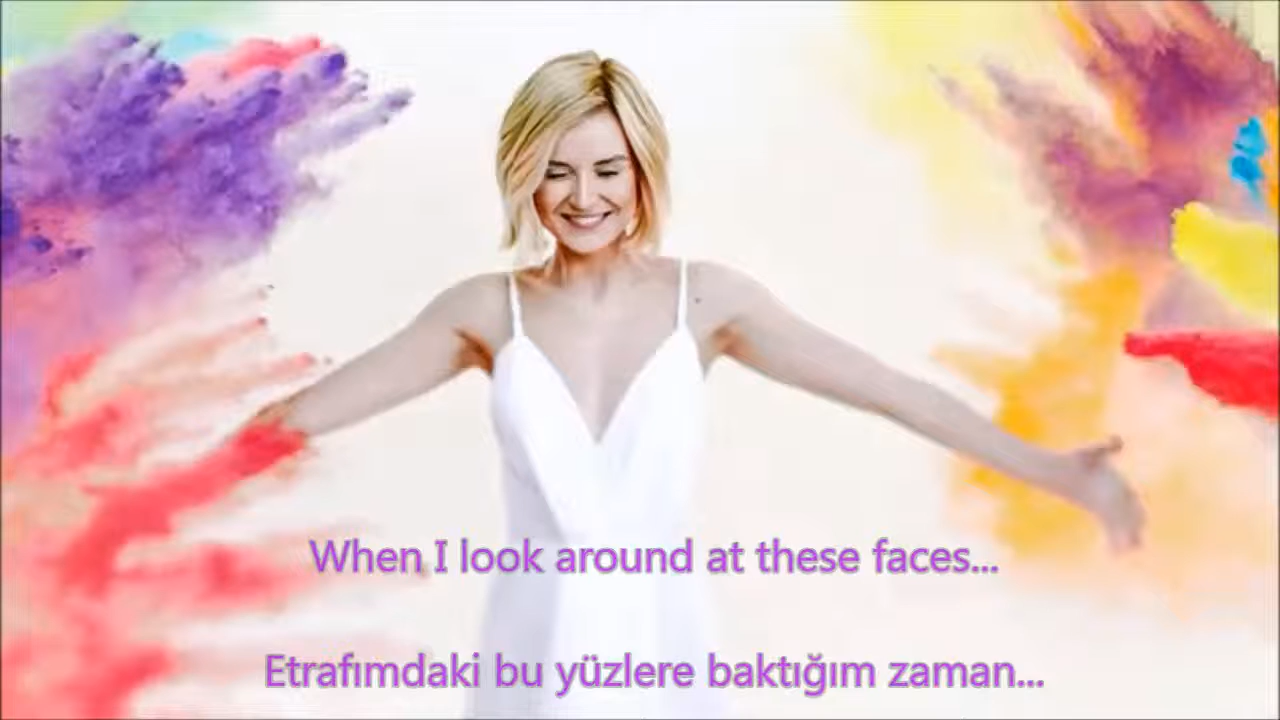 When I look around at these faces...
Etrafımdaki bu yüzlere baktığım zaman...